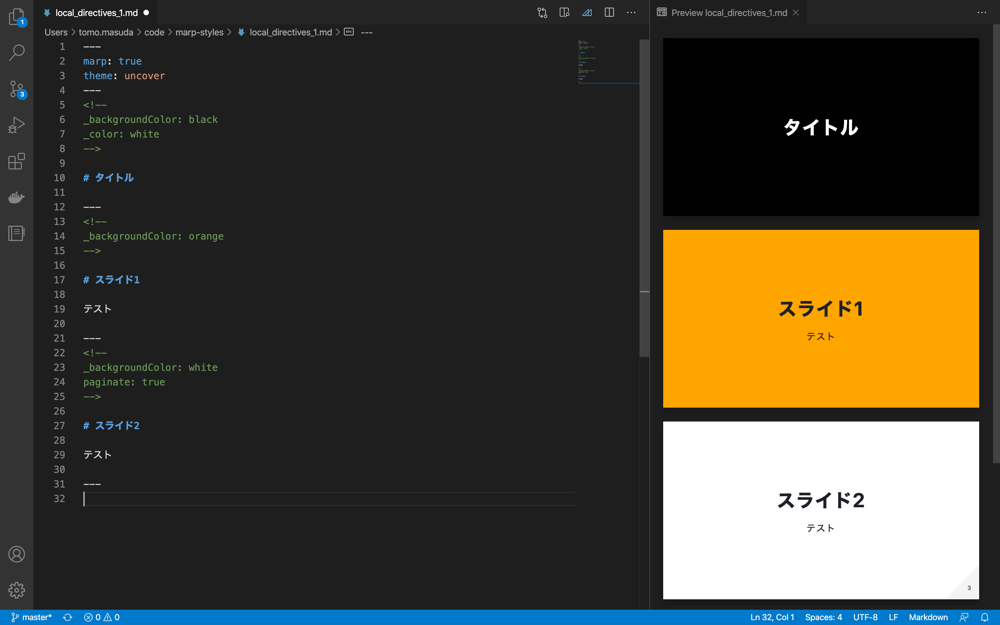 local_directives_1.md
Preview local_directives_1.md
Users > tomo.masuda > code > marp-styles > local_directives_1.md > ---
1 ---
2 marp: true
3 theme: uncover
4 ---
5 <!--
6 _backgroundColor: black
7 _color: white
8 -->
9
10 # タイトル
11
12 ---
13 <!--
14 _backgroundColor: orange
15 -->
16
17 # スライド1
18
19 テスト
20
21 ---
22 <!--
23 _backgroundColor: white
24 paginate: true
25 -->
26
27 # スライド2
28
29 テスト
30
31 ---
32
タイトル
スライド1
テスト
スライド2
テスト
3
1
3
master*
0
0
Ln 32, Col 1
Spaces: 4
UTF-8
LF
Markdown